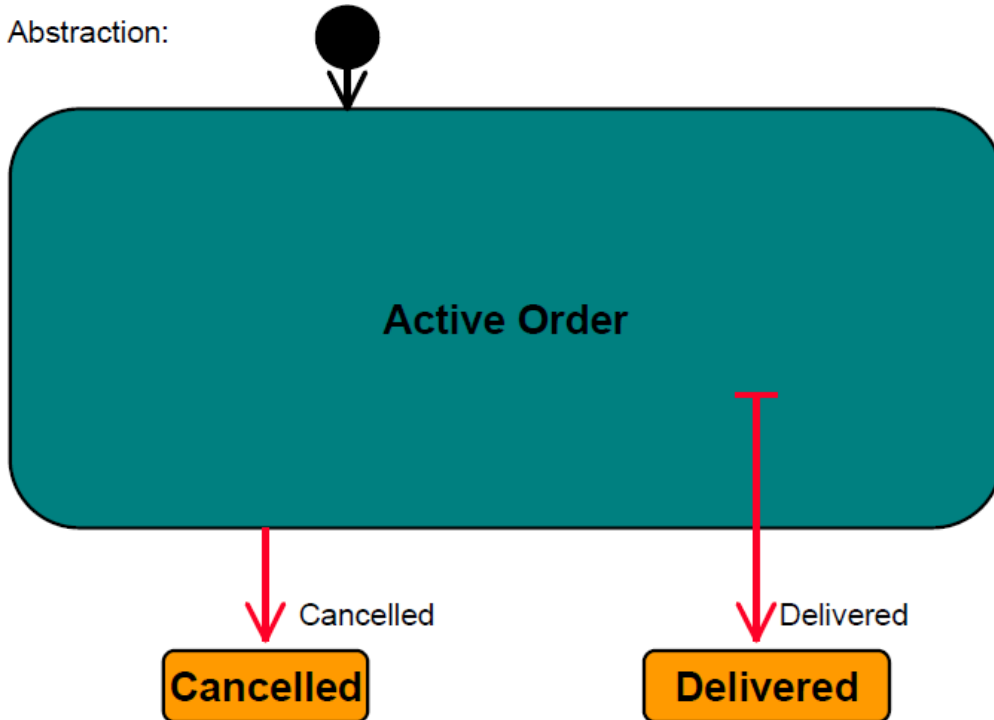 Abstraction:
Active Order
Cancelled
Delivered
Cancelled
Delivered